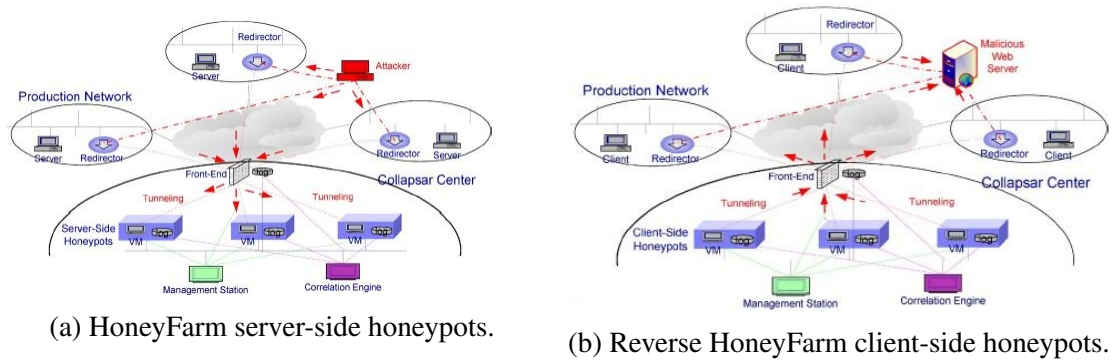 Redirector
Server
Attacker
Production Network
Server
Redirector
Redirector
Server
Front-End
log
Collapsar Center
Tunneling
Tunneling
Server-Side
Honeypots
VM
log
VM
log
VM
log
Management Station
Correlation Engine
(a) HoneyFarm server-side honeypots.
Redirector
Client
Malicious
Web
Server
Production Network
Client
Redirector
Redirector
Client
Front-End
log
Collapsar Center
Tunneling
Tunneling
Client-Side
Honeypots
VM
log
VM
log
VM
log
Management Station
Correlation Engine
(b) Reverse HoneyFarm client-side honeypots.